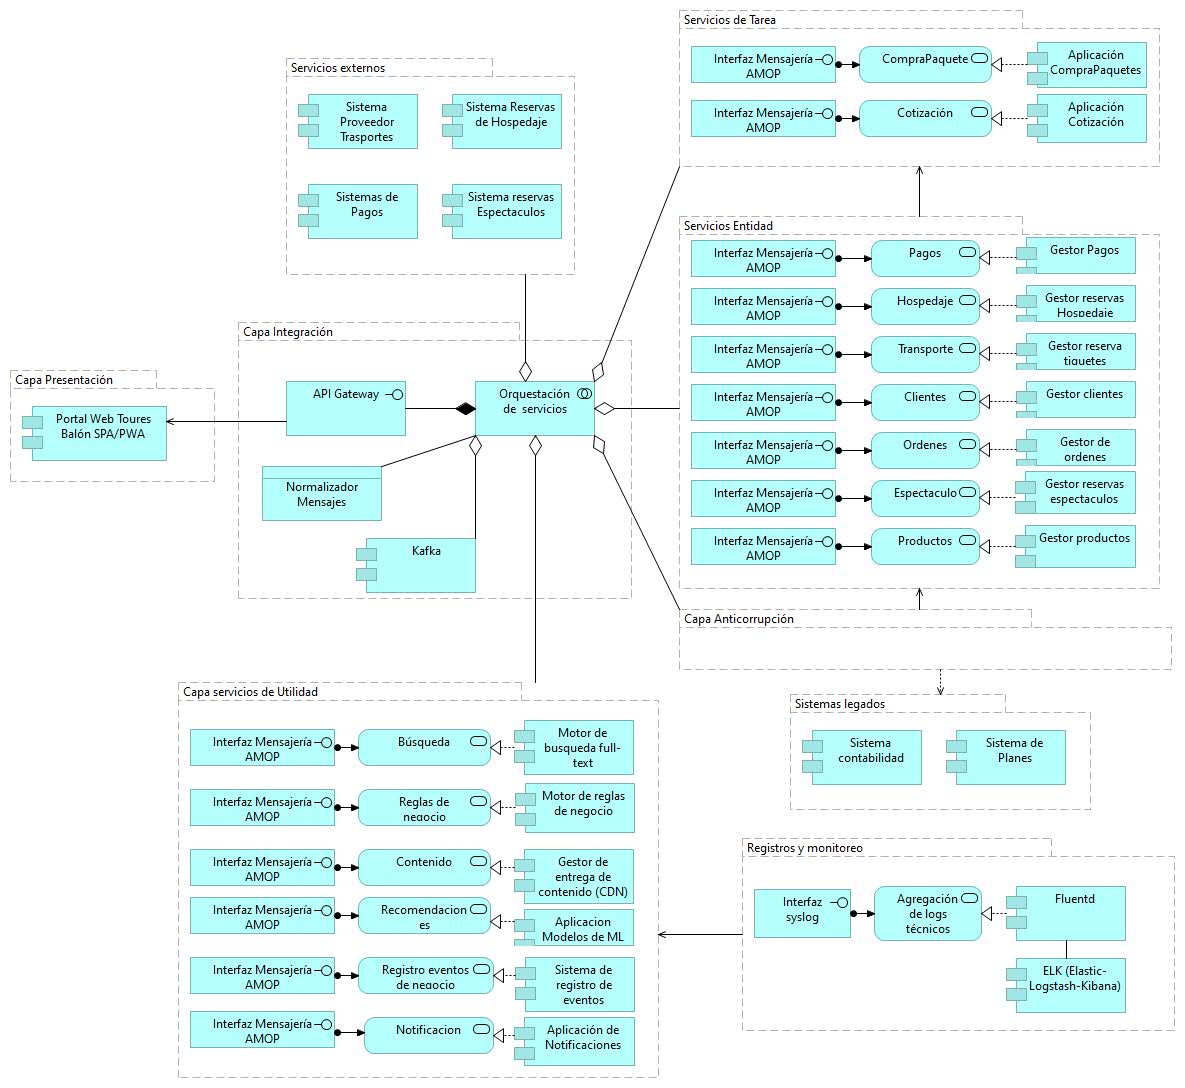 Servicios de Tarea
Interfaz Mensajería
AMOP
CompraPaquete
Aplicación
CompraPaquetes
Interfaz Mensajería
AMOP
Cotización
Aplicación
Cotización
Servicios externos
Sistema
Proveedor
Trasportes
Sistema Reservas
de Hospedaje
Sistemas de
Pagos
Sistema reservas
Espectaculos
Servicios Entidad
Interfaz Mensajería
AMOP
Pagos
Gestor Pagos
Interfaz Mensajería
AMOP
Hospedaje
Gestor reservas
Hospedaje
Interfaz Mensajería
AMOP
Transporte
Gestor reserva
tiquetes
Interfaz Mensajería
AMOP
Clientes
Gestor clientes
Interfaz Mensajería
AMOP
Ordenes
Gestor de
ordenes
Interfaz Mensajería
AMOP
Espectaculo
Gestor reservas
espectaculos
Interfaz Mensajería
AMOP
Productos
Gestor productos
Capa Integración
API Gateway
Orquestación
de servicios
Normalizador
Mensajes
Kafka
Capa Presentación
Portal Web Toures
Balón SPA/PWA
Capa Anticorrupción
Sistemas legados
Sistema
contabilidad
Sistema de
Planes
Capa servicios de Utilidad
Interfaz Mensajería
AMOP
Búsqueda
Motor de
busqueda full-
text
Interfaz Mensajería
AMOP
Reglas de
negocio
Motor de reglas
de negocio
Interfaz Mensajería
AMOP
Contenido
Gestor de
entrega de
contenido (CDN)
Interfaz Mensajería
AMOP
Recomendacion
es
Aplicacion
Modelos de ML
Interfaz Mensajería
AMOP
Registro eventos
de negocio
Sistema de
registro de
eventos
Interfaz Mensajería
AMOP
Notificacion
Aplicación de
Notificaciones
Registros y monitoreo
Interfaz
syslog
Agregación
de logs
técnicos
Fluentd
ELK (Elastic-
Logstash-Kibana)